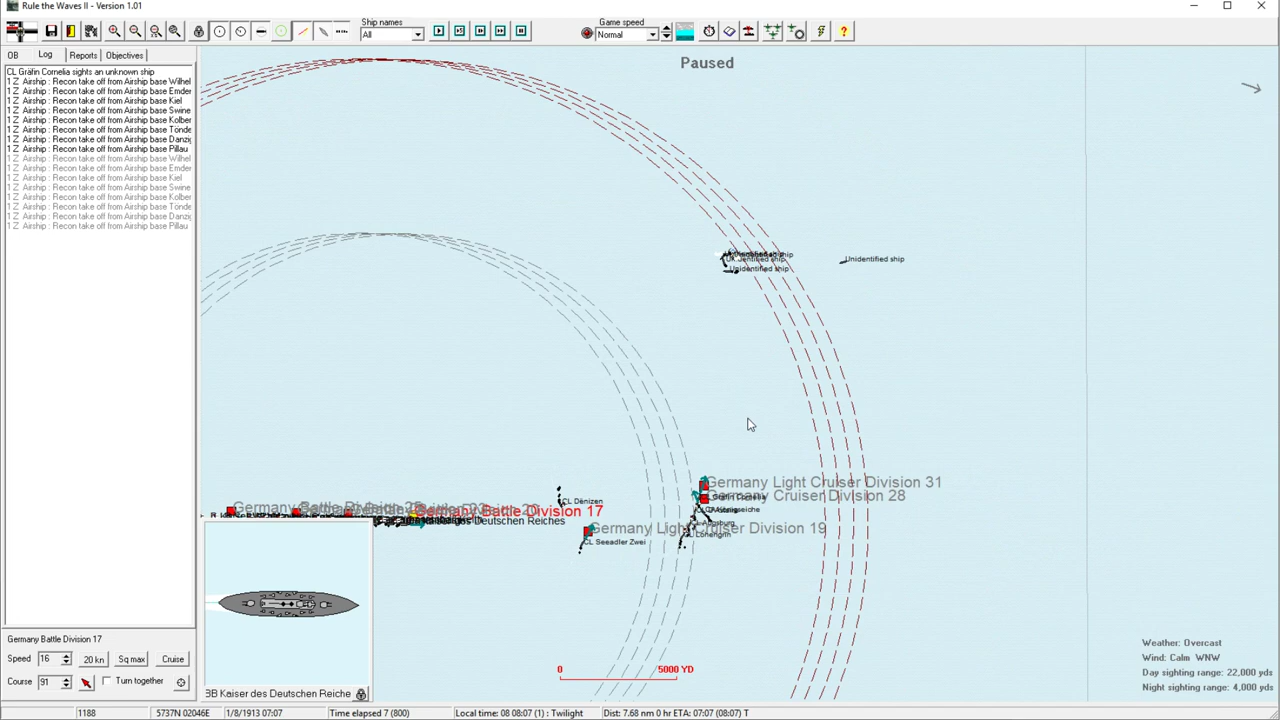 Rule the Waves II - Version 1.01
Ship names
All
Game speed
Normal
OB
Log
Reports
Objectives
Paused
CL Gräfin Cornelia sights an unknown ship
1 Z Airship : Recon take off from Airship base Wilhel
1 Z Airship : Recon take off from Airship base Emder
1 Z Airship : Recon take off from Airship base Kiel
1 Z Airship : Recon take off from Airship base Swine
1 Z Airship : Recon take off from Airship base Kolber
1 Z Airship : Recon take off from Airship base Tönde
1 Z Airship : Recon take off from Airship base Danzig
1 Z Airship : Recon take off from Airship base Pillau
1 Z Airship : Recon take off from Airship base Wilhel
1 Z Airship : Recon take off from Airship base Emder
1 Z Airship : Recon take off from Airship base Kiel
1 Z Airship : Recon take off from Airship base Swine
1 Z Airship : Recon take off from Airship base Kolber
1 Z Airship : Recon take off from Airship base Tönde
1 Z Airship : Recon take off from Airship base Danzig
1 Z Airship : Recon take off from Airship base Pillau
Unidentified ship
Unidentified ship
Germany Light Cruiser Division 31
Germany Cruiser Division 28
CL Dänizen
Germany Battle Division
Germany Battle Division 17
Deutschen Reiches
Germany Light Cruiser Division 19
CL Seeadler Zwei
Lohengrin
0 5000 YD
Weather: Overcast
Wind: Calm WNW
Day sighting range: 22,000 yds
Night sighting range: 4,000 yds
Germany Battle Division 17
Speed 16 20 kn Sq max Cruise
Course 91 Turn together
BB Kaiser des Deutschen Reiche
1188
5737N 02046E
1/8/1913 07:07
Time elapsed 7 (800)
Local time: 08 08:07 (1) : Twilight
Dist: 7.68 nm 0 hr ETA: 07:07 (08:07) T